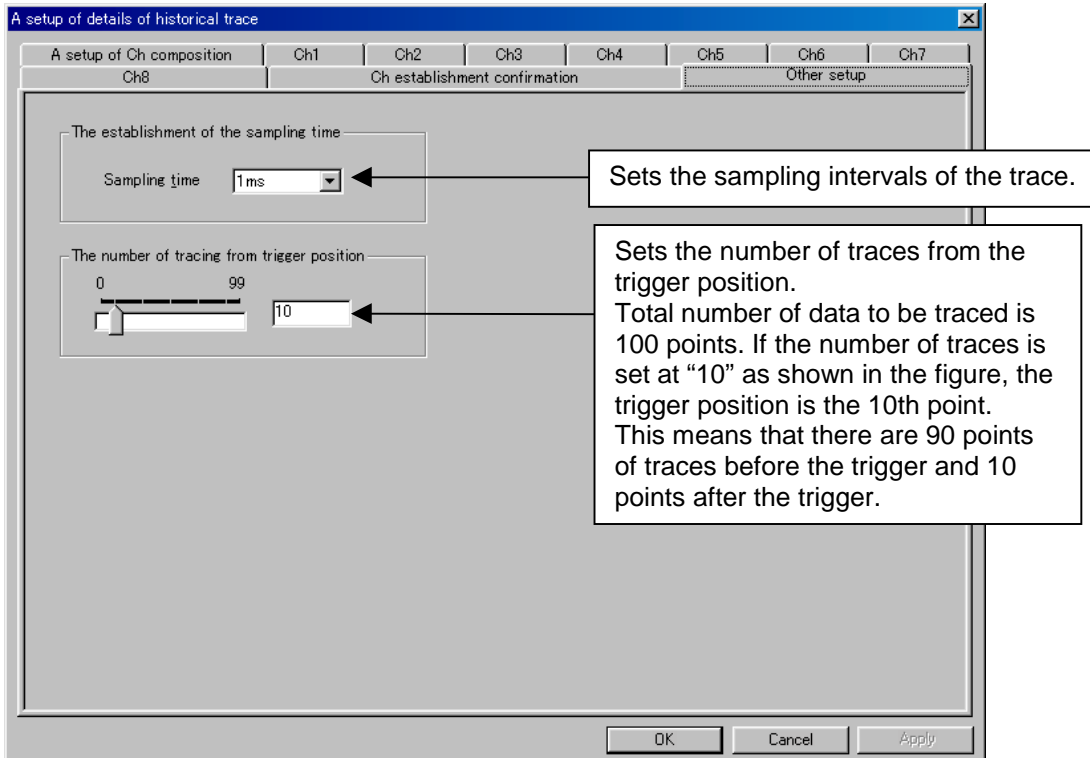 A setup of details of historical trace
A setup of Ch composition Ch1 Ch2 Ch3 Ch4 Ch5 Ch6 Ch7
Ch8 Ch establishment confirmation Other setup
The establishment of the sampling time
Sampling time 1ms
Sets the sampling intervals of the trace.
The number of tracing from trigger position
0 99
10
Sets the number of traces from the
trigger position.
Total number of data to be traced is
100 points. If the number of traces is
set at “10” as shown in the figure, the
trigger position is the 10th point.
This means that there are 90 points
of traces before the trigger and 10
points after the trigger.
OK Cancel Apply